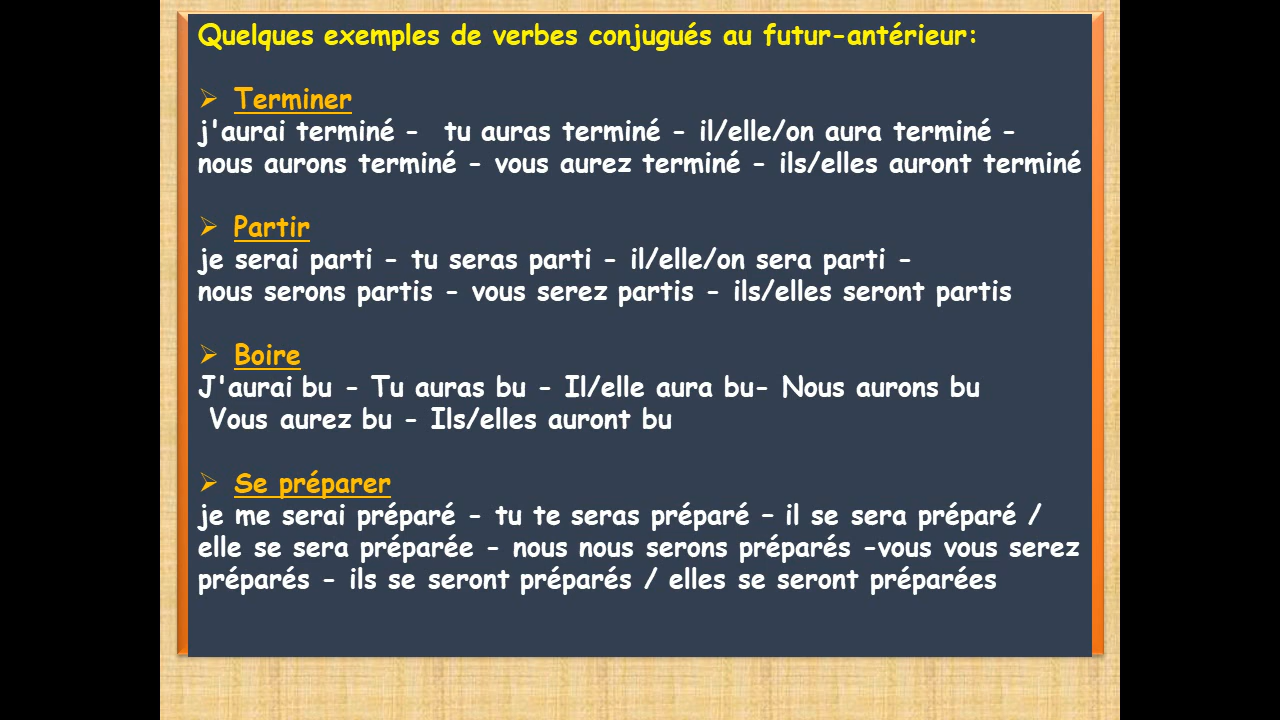 Quelques exemples de verbes conjugués au futur-antérieur:
➢ Terminer
j'aurai terminé - tu auras terminé - il/elle/on aura terminé -
nous aurons terminé - vous aurez terminé - ils/elles auront terminé
➢ Partir
je serai parti - tu seras parti - il/elle/on sera parti -
nous serons partis - vous serez partis - ils/elles seront partis
➢ Boire
J'aurai bu - Tu auras bu - Il/elle aura bu- Nous aurons bu
Vous aurez bu - Ils/elles auront bu
➢ Se préparer
je me serai préparé - tu te seras préparé – il se sera préparé /
elle se sera préparée - nous nous serons préparés -vous vous serez
préparés - ils se seront préparés / elles se seront préparées